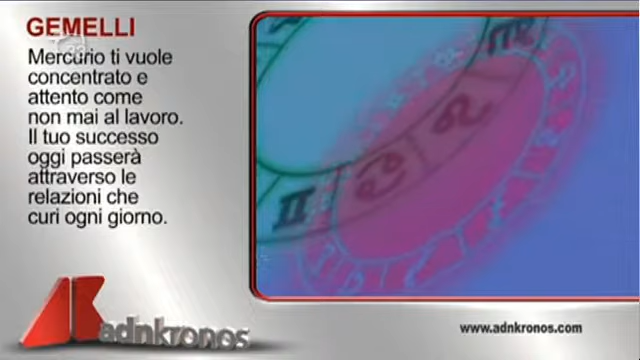 GEMELLI
Mercurio ti vuole
concentrato e
attento come
non mai al lavoro.
Il tuo successo
oggi passerà
attraverso le
relazioni che
curi ogni giorno.
adnkronos
www.adnkronos.com